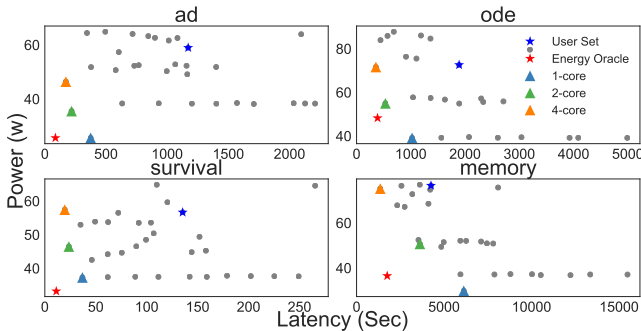 ad
ode
60
40
0
500
1000
1500
2000
80
60
40
0
1000
2000
3000
4000
5000
User Set
Energy Oracle
1-core
2-core
4-core
Power (w)
survival
memory
60
40
0
50
100
150
200
250
60
40
0
5000
10000
15000
Latency (Sec)